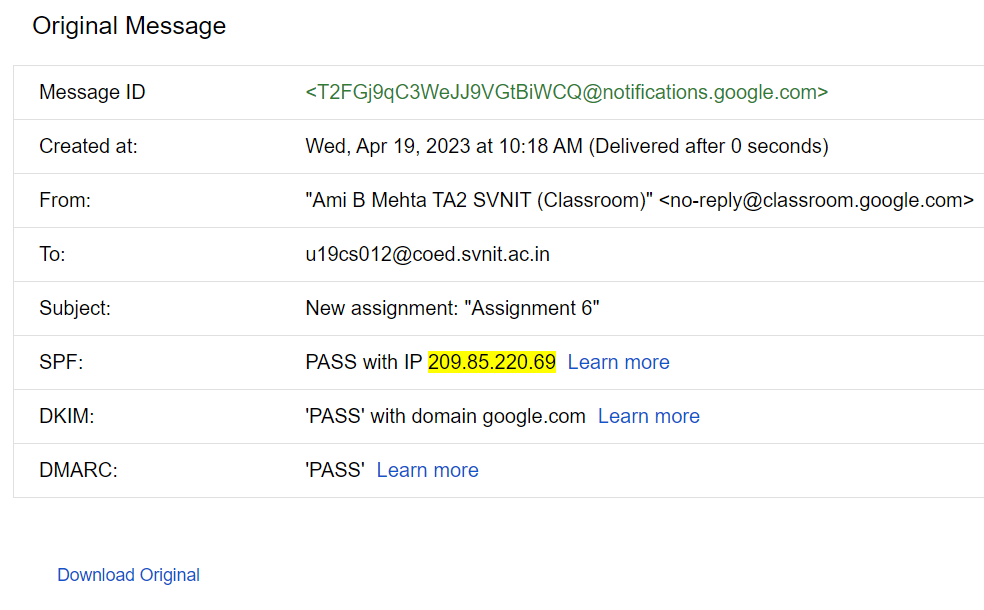 Original Message
Message ID <T2FGj9qC3WeJJ9VGtBiWCQ@notifications.google.com>
Created at: Wed, Apr 19, 2023 at 10:18 AM (Delivered after 0 seconds)
From: "Ami B Mehta TA2 SVNIT (Classroom)" <no-reply@classroom.google.com>
To: u19cs012@coed.svnit.ac.in
Subject: New assignment: "Assignment 6"
SPF: PASS with IP 209.85.220.69 Learn more
DKIM: 'PASS' with domain google.com Learn more
DMARC: 'PASS' Learn more
Download Original